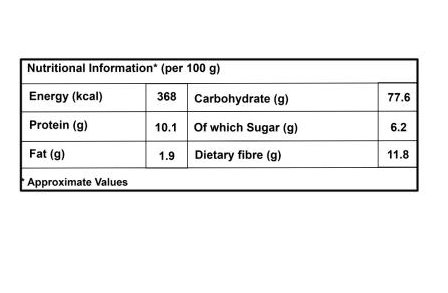 Nutritional Information* (per 100 g)
Energy (kcal) 368 Carbohydrate (g) 77.6
Protein (g) 10.1 Of which Sugar (g) 6.2
Fat (g) 1.9 Dietary fibre (g) 11.8
* Approximate Values